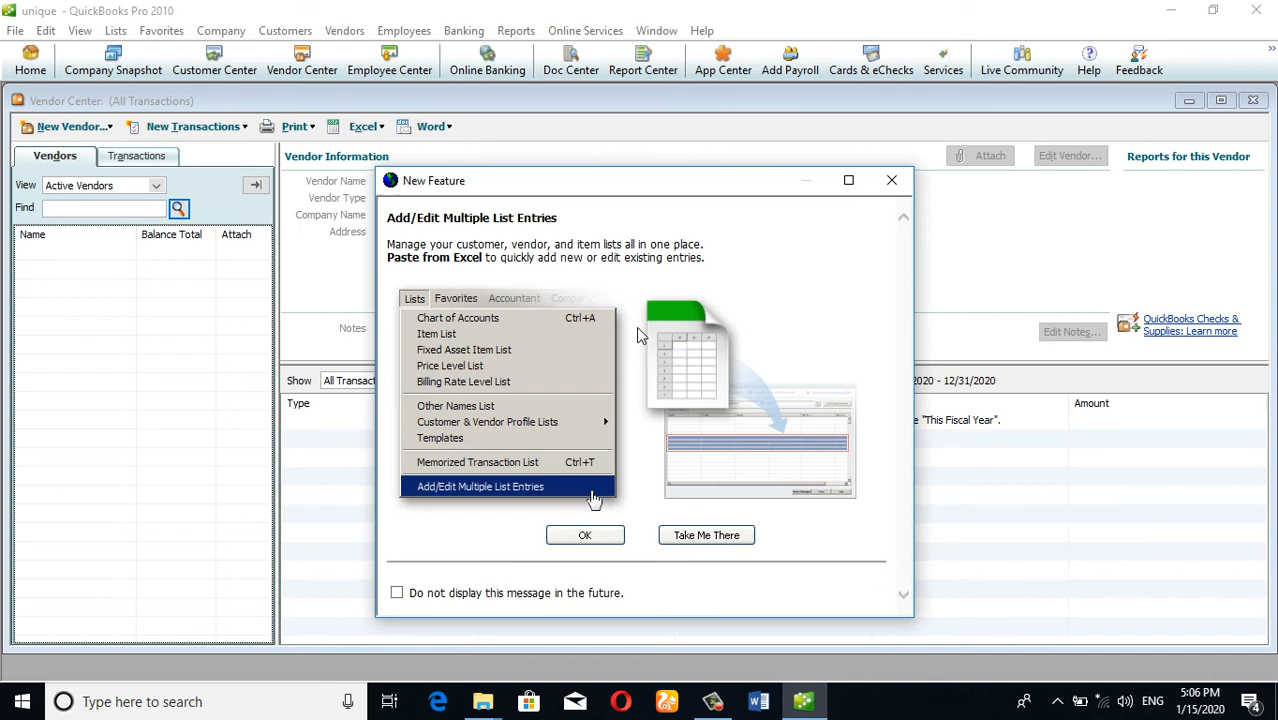 unique - QuickBooks Pro 2010
File Edit View Lists Favorites Company Customers Vendors Employees Banking Reports Online Services Window Help
Home Company Snapshot Customer Center Vendor Center Employee Center Online Banking Doc Center Report Center App Center Add Payroll Cards & eChecks Services Live Community Help Feedback
Vendor Center: (All Transactions)
New Vendor... New Transactions Print Excel Word
Vendors Transactions
View Active Vendors
Find
Name Balance Total Attach
Vendor Information Attach Edit Vendor... Reports for this Vendor
Vendor Name
Vendor Type
Company Name
Address
Notes Edit Notes... QuickBooks Checks &
Supplies: Learn more
Show All Transact 2020 - 12/31/2020
Type Amount
e "This Fiscal Year".
New Feature
Add/Edit Multiple List Entries
Manage your customer, vendor, and item lists all in one place.
Paste from Excel to quickly add new or edit existing entries.
Lists Favorites Accountant
Chart of Accounts Ctrl+A
Item List
Fixed Asset Item List
Price Level List
Billing Rate Level List
Other Names List
Customer & Vendor Profile Lists
Templates
Memorized Transaction List Ctrl+T
Add/Edit Multiple List Entries
OK Take Me There
Do not display this message in the future.
Type here to search
ENG
5:06 PM
1/15/2020
4